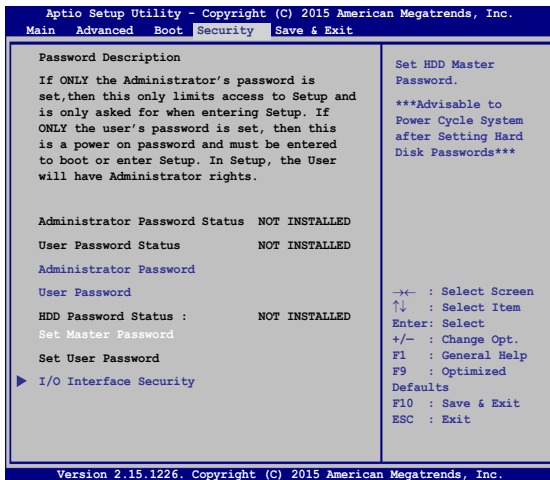 Aptio Setup Utility - Copyright (C) 2015 American Megatrends, Inc.
Main Advanced Boot Security Save & Exit
Password Description
If ONLY the Administrator's password is
set,then this only limits access to Setup and
is only asked for when entering Setup. If
ONLY the user's password is set, then this
is a power on password and must be entered
to boot or enter Setup. In Setup, the User
will have Administrator rights.
Administrator Password Status NOT INSTALLED
User Password Status NOT INSTALLED
Administrator Password
User Password
HDD Password Status : NOT INSTALLED
Set Master Password
Set User Password
I/O Interface Security
Set HDD Master
Password.
***Advisable to
Power Cycle System
after Setting Hard
Disk Passwords***
→← : Select Screen
↑↓ : Select Item
Enter: Select
+/— : Change Opt.
F1 : General Help
F9 : Optimized
Defaults
F10 : Save & Exit
ESC : Exit
Version 2.15.1226. Copyright (C) 2015 American Megatrends, Inc.